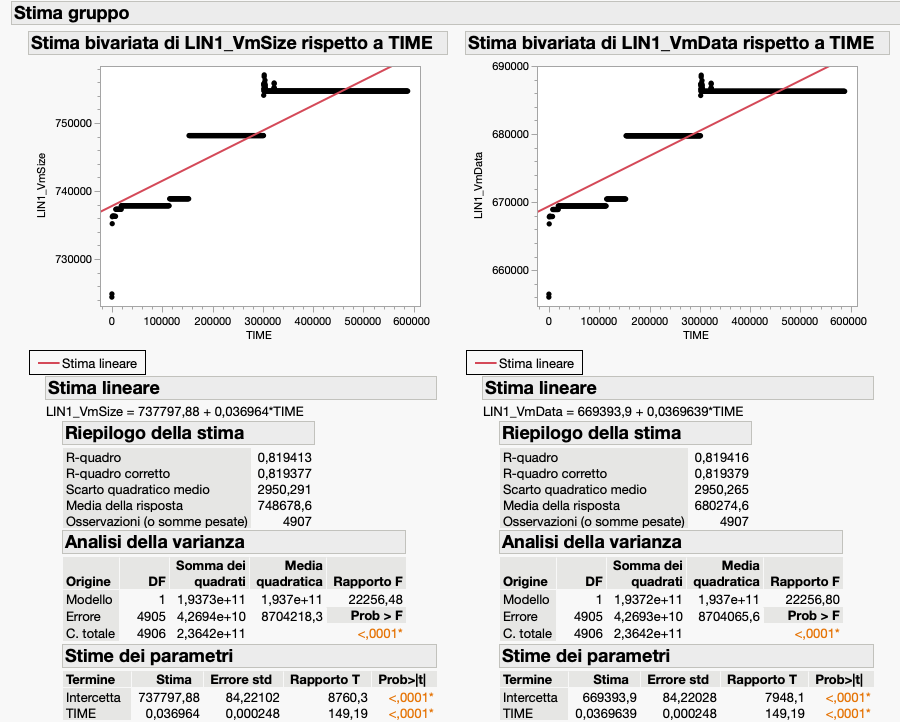 Stima gruppo
Stima bivariata di LIN1_VmSize rispetto a TIME
LIN1_VmSize
750000
740000
730000
0 100000 200000 300000 400000 500000 600000
TIME
Stima lineare
Stima lineare
LIN1_VmSize = 737797,88 + 0,036964*TIME
Riepilogo della stima
R-quadro 0,819413
R-quadro corretto 0,819377
Scarto quadratico medio 2950,291
Media della risposta 748678,6
Osservazioni (o somme pesate) 4907
Analisi della varianza
Origine DF Somma dei quadrati Media quadratica Rapporto F
Modello 1 1,9373e+11 1,937e+11 22256,48
Errore 4905 4,2694e+10 8704218,3 Prob > F
C. totale 4906 2,3642e+11 <,0001*
Stime dei parametri
Termine Stima Errore std Rapporto T Prob>|t|
Intercetta 737797,88 84,22102 8760,3 <,0001*
TIME 0,036964 0,000248 149,19 <,0001*
Stima bivariata di LIN1_VmData rispetto a TIME
LIN1_VmData
690000
680000
670000
660000
0 100000 200000 300000 400000 500000 600000
TIME
Stima lineare
Stima lineare
LIN1_VmData = 669393,9 + 0,0369639*TIME
Riepilogo della stima
R-quadro 0,819416
R-quadro corretto 0,819379
Scarto quadratico medio 2950,265
Media della risposta 680274,6
Osservazioni (o somme pesate) 4907
Analisi della varianza
Origine DF Somma dei quadrati Media quadratica Rapporto F
Modello 1 1,9372e+11 1,937e+11 22256,80
Errore 4905 4,2693e+10 8704065,6 Prob > F
C. totale 4906 2,3642e+11 <,0001*
Stime dei parametri
Termine Stima Errore std Rapporto T Prob>|t|
Intercetta 669393,9 84,22028 7948,1 <,0001*
TIME 0,0369639 0,000248 149,19 <,0001*